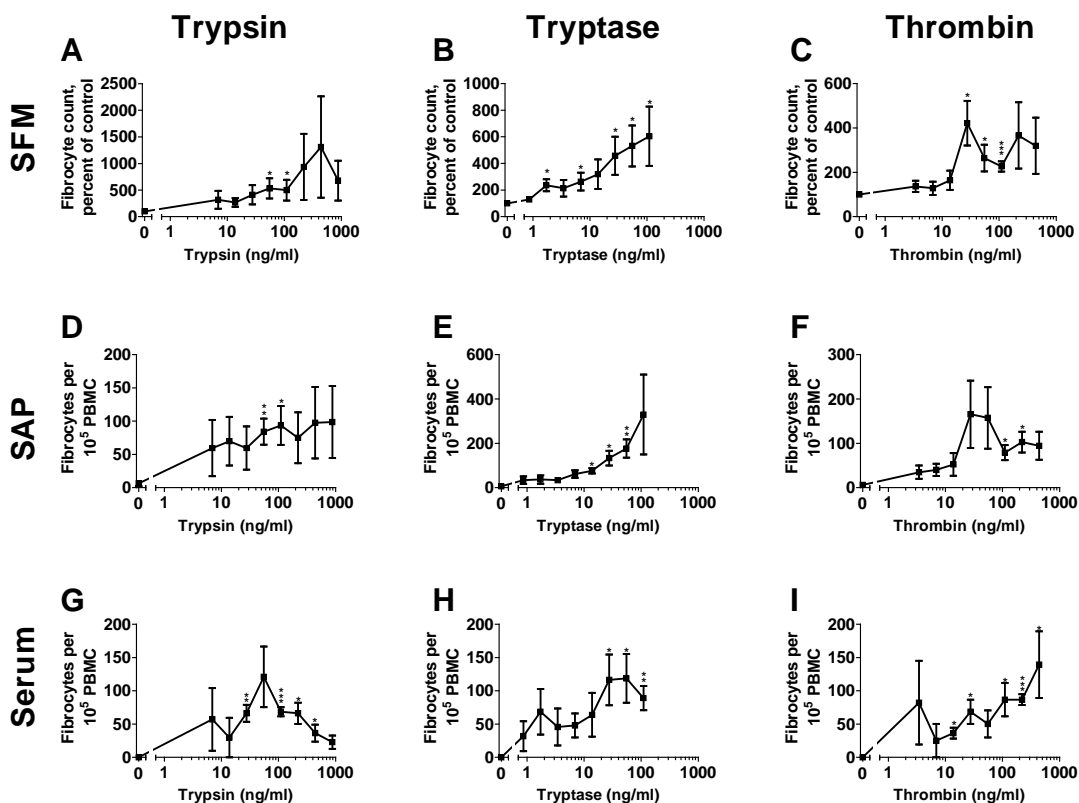 Trypsin
Tryptase
Thrombin
SFM
A
Fibrocyte count,
percent of control
2500
2000
1500
1000
500
0
* *
0 1 10 100 1000
Trypsin (ng/ml)
B
Fibrocyte count,
percent of control
1000
800
600
400
200
0
* * * * *
0 1 10 100 1000
Tryptase (ng/ml)
C
Fibrocyte count,
percent of control
600
400
200
0
* * ***
0 1 10 100 1000
Thrombin (ng/ml)
SAP
D
Fibrocytes per
10⁵ PBMC
200
150
100
50
0
** *
0 1 10 100 1000
Trypsin (ng/ml)
E
Fibrocytes per
10⁵ PBMC
600
400
200
0
* ** **
0 1 10 100 1000
Tryptase (ng/ml)
F
Fibrocytes per
10⁵ PBMC
300
200
100
0
* *
0 1 10 100 1000
Thrombin (ng/ml)
Serum
G
Fibrocytes per
10⁵ PBMC
200
150
100
50
0
** *** * *
0 1 10 100 1000
Trypsin (ng/ml)
H
Fibrocytes per
10⁵ PBMC
200
150
100
50
0
* * **
0 1 10 100 1000
Tryptase (ng/ml)
I
Fibrocytes per
10⁵ PBMC
200
150
100
50
0
* * * *** *
0 1 10 100 1000
Thrombin (ng/ml)